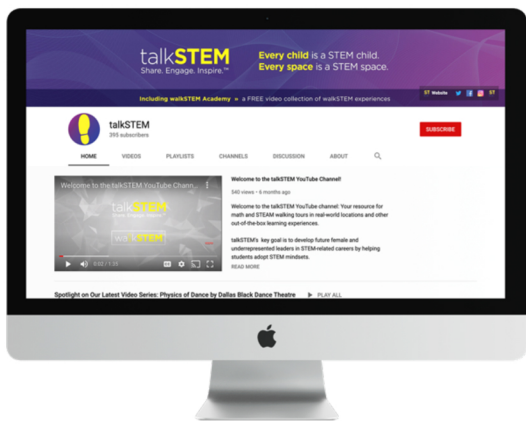 talkSTEM
Share. Engage. Inspire.™
Every child is a STEM child.
Every space is a STEM space.
Including walkSTEM Academy » a FREE video collection of walkSTEM experiences
ST Website
ST
talkSTEM
395 subscribers
SUBSCRIBE
HOME VIDEOS PLAYLISTS CHANNELS DISCUSSION ABOUT
Welcome to the talkSTEM YouTube Chann...
talkSTEM
Share. Engage. Inspire.
walkSTEM
0:02 / 1:35
Welcome to the talkSTEM YouTube Channel!
540 views • 6 months ago
Welcome to the talkSTEM YouTube channel! Your resource for
math and STEAM walking tours in real-world locations and other
out-of-the-box learning experiences.
talkSTEM's key goal is to develop future female and
underrepresented leaders in STEM-related careers by helping
students adopt STEM mindsets.
READ MORE
Spotlight on Our Latest Video Series: Physics of Dance by Dallas Black Dance Theatre PLAY ALL